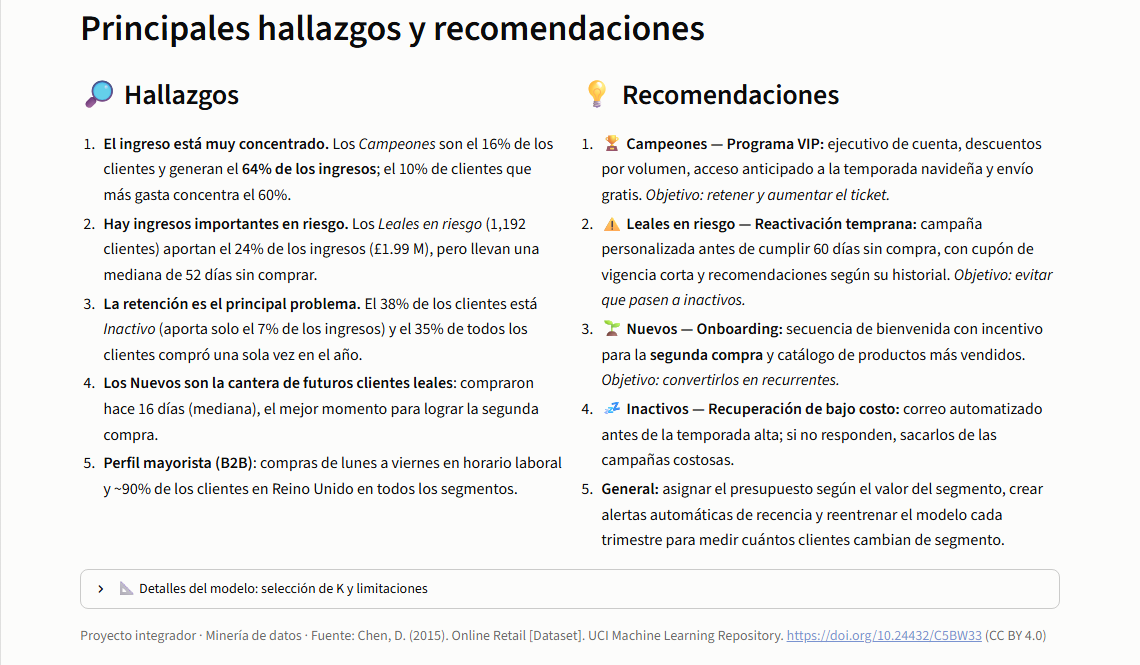 Principales hallazgos y recomendaciones
Hallazgos
1. El ingreso está muy concentrado. Los Campeones son el 16% de los
clientes y generan el 64% de los ingresos; el 10% de clientes que
más gasta concentra el 60%.
2. Hay ingresos importantes en riesgo. Los Leales en riesgo (1,192
clientes) aportan el 24% de los ingresos (£1.99 M), pero llevan una
mediana de 52 días sin comprar.
3. La retención es el principal problema. El 38% de los clientes está
Inactivo (aporta solo el 7% de los ingresos) y el 35% de todos los
clientes compró una sola vez en el año.
4. Los Nuevos son la cantera de futuros clientes leales: compraron
hace 16 días (mediana), el mejor momento para lograr la segunda
compra.
5. Perfil mayorista (B2B): compras de lunes a viernes en horario laboral
y ~90% de los clientes en Reino Unido en todos los segmentos.
Recomendaciones
1. 🏆 Campeones — Programa VIP: ejecutivo de cuenta, descuentos
por volumen, acceso anticipado a la temporada navideña y envío
gratis. Objetivo: retener y aumentar el ticket.
2. ⚠️ Leales en riesgo — Reactivación temprana: campaña
personalizada antes de cumplir 60 días sin compra, con cupón de
vigencia corta y recomendaciones según su historial. Objetivo: evitar
que pasen a inactivos.
3. 🌱 Nuevos — Onboarding: secuencia de bienvenida con incentivo
para la segunda compra y catálogo de productos más vendidos.
Objetivo: convertirlos en recurrentes.
4. 💤 Inactivos — Recuperación de bajo costo: correo automatizado
antes de la temporada alta; si no responden, sacarlos de las
campañas costosas.
5. General: asignar el presupuesto según el valor del segmento, crear
alertas automáticas de recencia y reentrenar el modelo cada
trimestre para medir cuántos clientes cambian de segmento.
Detalles del modelo: selección de K y limitaciones
Proyecto integrador · Minería de datos · Fuente: Chen, D. (2015). Online Retail [Dataset]. UCI Machine Learning Repository. https://doi.org/10.24432/C5BW33 (CC BY 4.0)